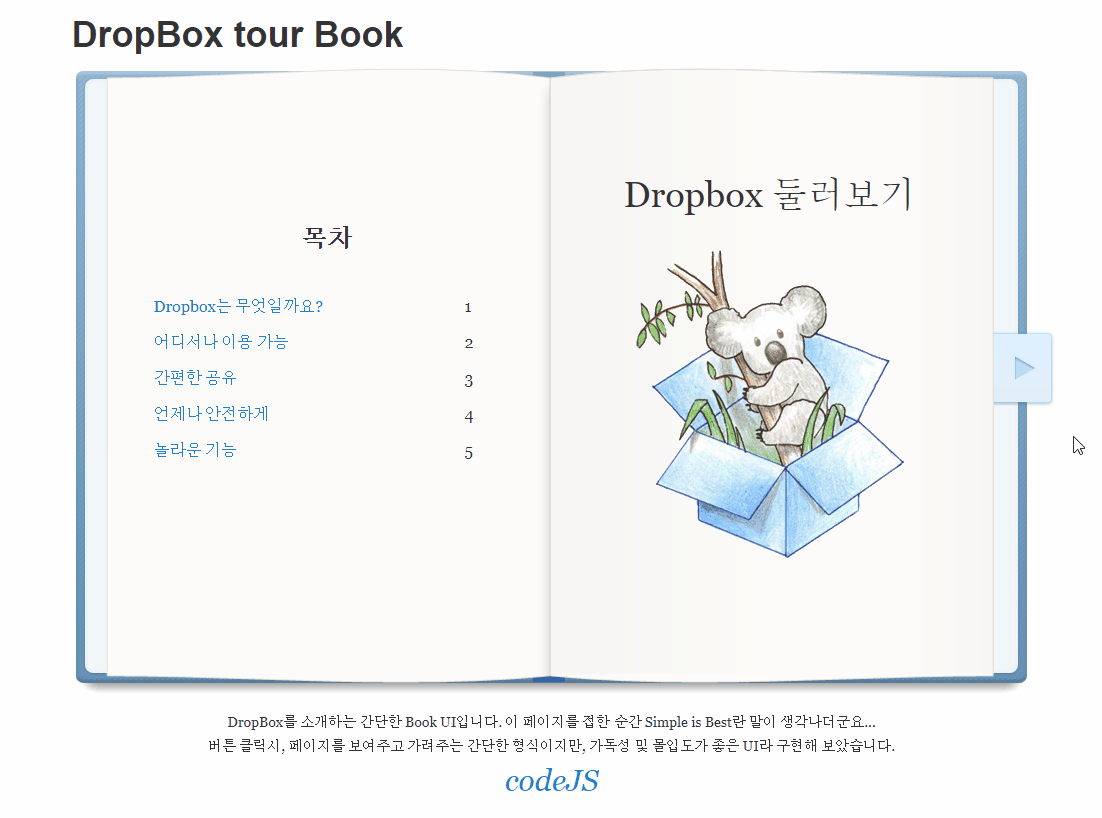 DropBox tour Book
목차
Dropbox는 무엇일까요? 1
어디서나 이용 가능 2
간편한 공유 3
언제나 안전하게 4
놀라운 기능 5
Dropbox 둘러보기
DropBox를 소개하는 간단한 Book UI입니다. 이 페이지를 접한 순간 Simple is Best란 말이 생각나더군요...
버튼 클릭시, 페이지를 보여주고 가려주는 간단한 형식이지만, 가독성 및 몰입도가 좋은 UI라 구현해 보았습니다.
codeJS